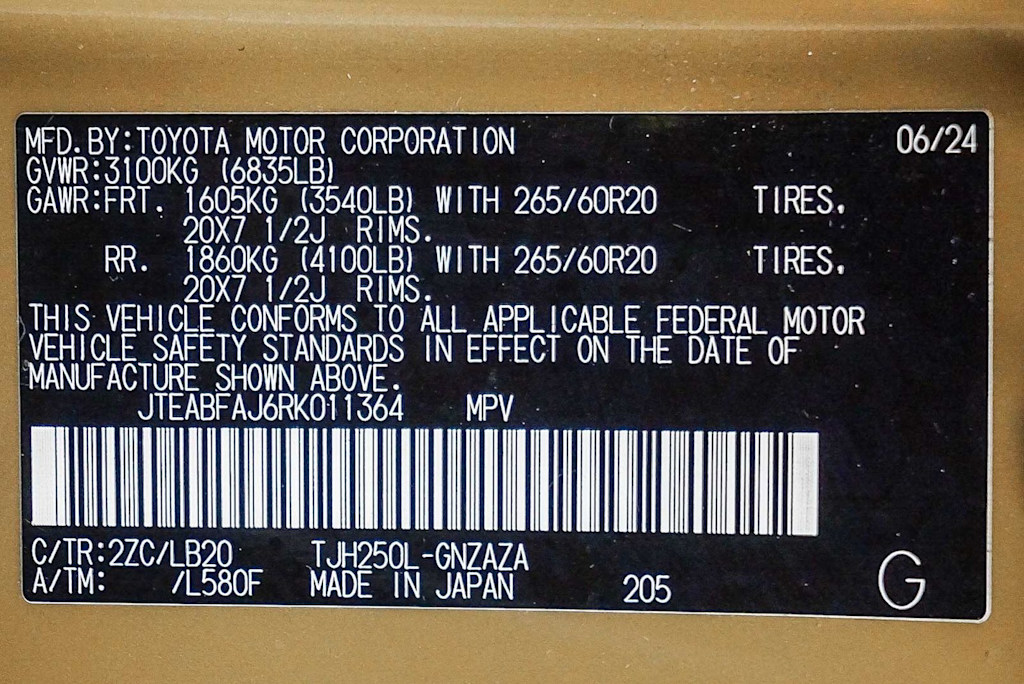 MFD. BY: TOYOTA MOTOR CORPORATION 06/24
GVWR: 3100KG (6835LB)
GAWR: FRT. 1605KG (3540LB) WITH 265/60R20 TIRES.
20X7 1/2J RIMS.
RR. 1860KG (4100LB) WITH 265/60R20 TIRES.
20X7 1/2J RIMS.
THIS VEHICLE CONFORMS TO ALL APPLICABLE FEDERAL MOTOR
VEHICLE SAFETY STANDARDS IN EFFECT ON THE DATE OF
MANUFACTURE SHOWN ABOVE.
JTEABFAJ6RK011364 MPV
C/TR: 2ZC/LB20 TJH250L-GNZAZA
A/TM: /L580F MADE IN JAPAN 205 G